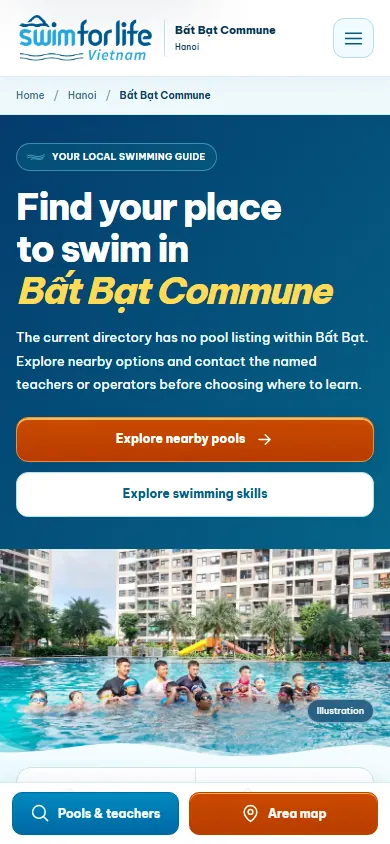 swimforlife
Vietnam
Bất Bạt Commune
Hanoi
Home / Hanoi / Bất Bạt Commune
YOUR LOCAL SWIMMING GUIDE
Find your place
to swim in
Bất Bạt Commune
The current directory has no pool listing within Bất Bạt.
Explore nearby options and contact the named
teachers or operators before choosing where to learn.
Explore nearby pools →
Explore swimming skills
Illustration
Pools & teachers
Area map